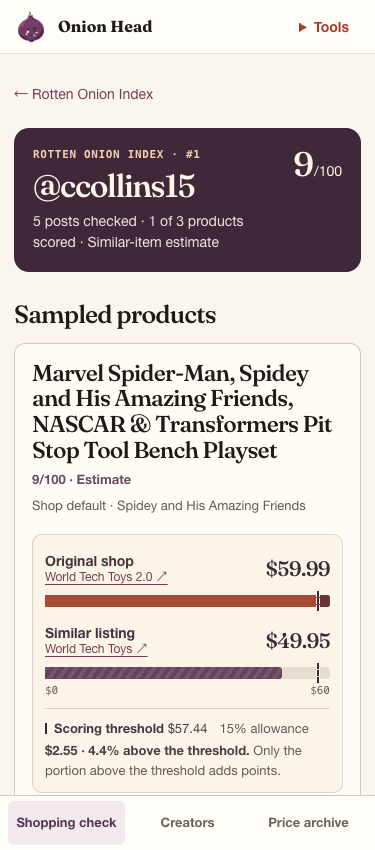 Onion Head
▶ Tools
← Rotten Onion Index
ROTTEN ONION INDEX · #1
@ccollins15
9/100
5 posts checked · 1 of 3 products
scored · Similar-item estimate
Sampled products
Marvel Spider-Man, Spidey
and His Amazing Friends,
NASCAR & Transformers Pit
Stop Tool Bench Playset
9/100 · Estimate
Shop default · Spidey and His Amazing Friends
Original shop
World Tech Toys 2.0 ↗
$59.99
Similar listing
World Tech Toys ↗
$49.95
$0 $60
Scoring threshold $57.44 15% allowance
$2.55 · 4.4% above the threshold. Only the
portion above the threshold adds points.
Shopping check Creators Price archive